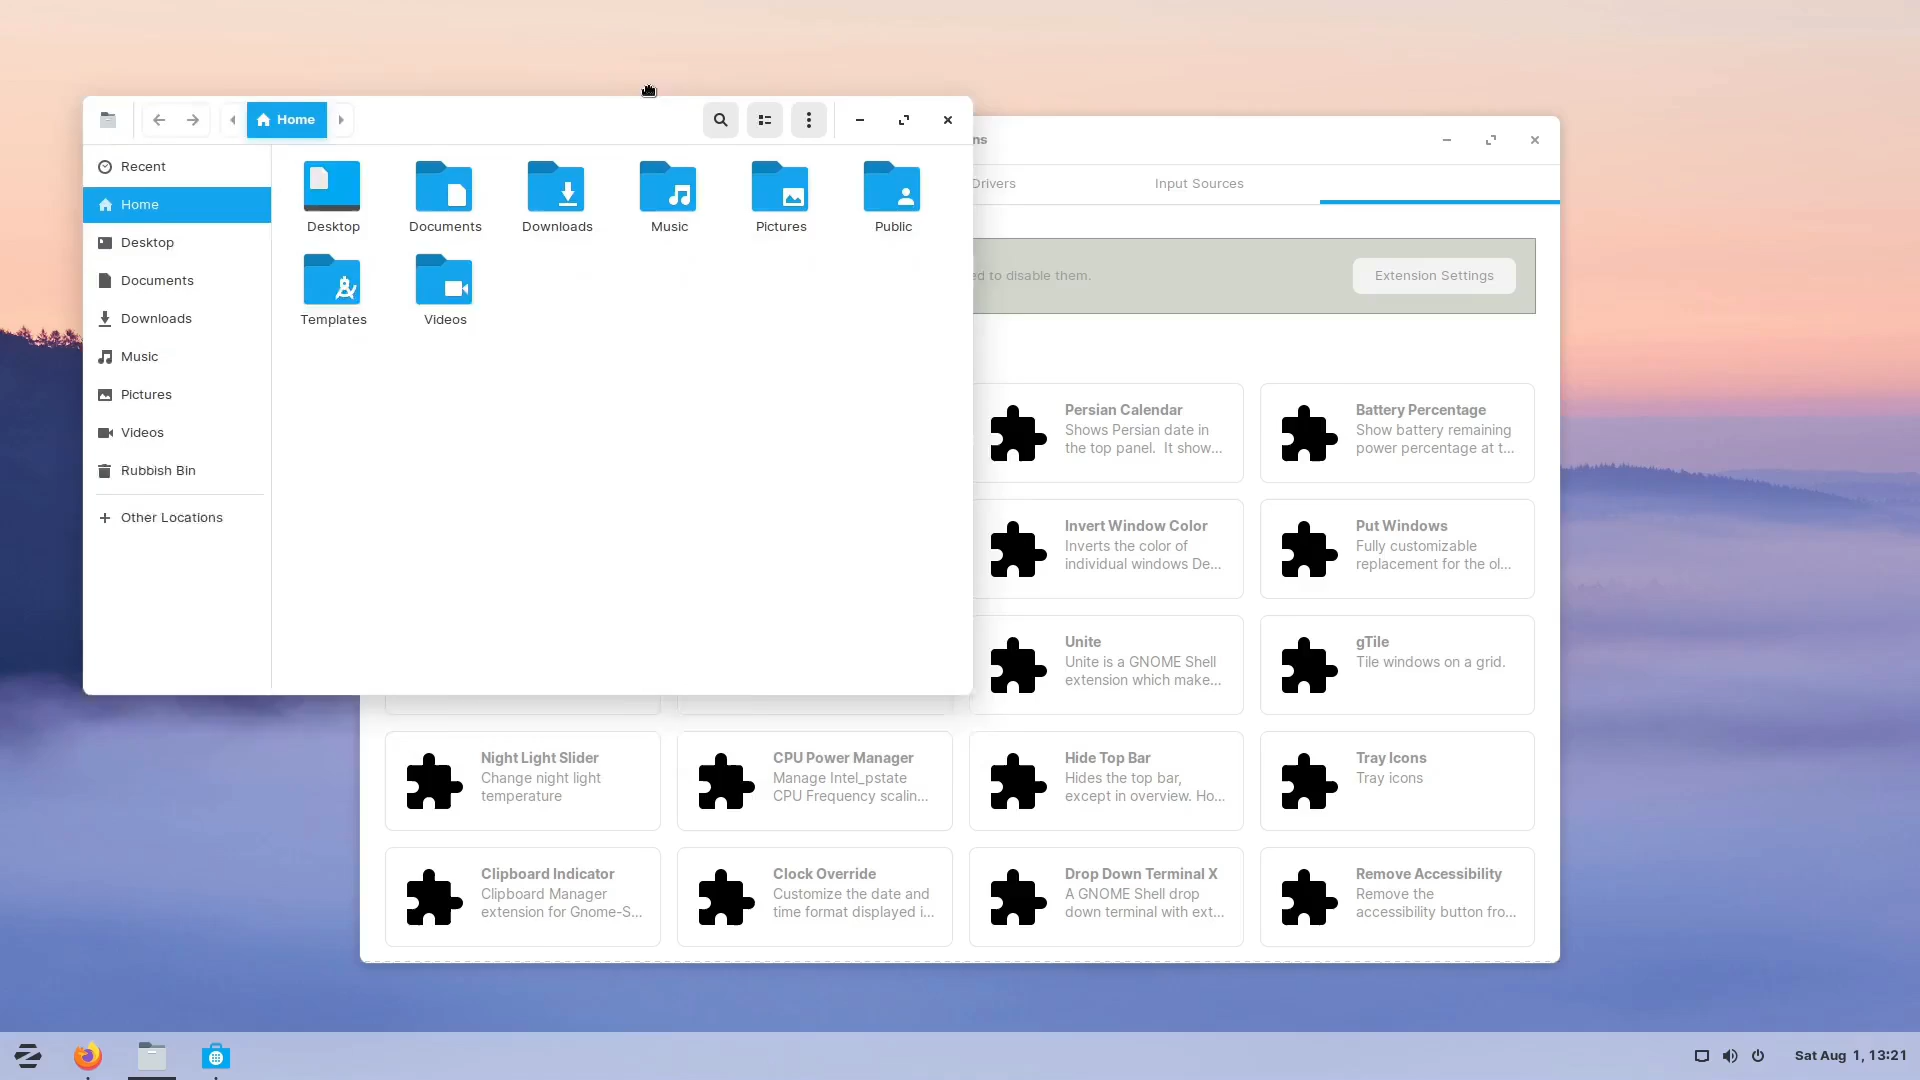 Home
Recent
Home
Desktop
Documents
Downloads
Music
Pictures
Videos
Rubbish Bin
Other Locations
Desktop
Documents
Downloads
Music
Pictures
Public
Templates
Videos
ns
Drivers
Input Sources
ed to disable them.
Extension Settings
Persian Calendar
Shows Persian date in
the top panel. It show...
Battery Percentage
Show battery remaining
power percentage at t...
Invert Window Color
Inverts the color of
individual windows De...
Put Windows
Fully customizable
replacement for the ol...
Unite
Unite is a GNOME Shell
extension which make...
gTile
Tile windows on a grid.
Night Light Slider
Change night light
temperature
CPU Power Manager
Manage Intel_pstate
CPU Frequency scalin...
Hide Top Bar
Hides the top bar,
except in overview. Ho...
Tray Icons
Tray icons
Clipboard Indicator
Clipboard Manager
extension for Gnome-S...
Clock Override
Customize the date and
time format displayed i...
Drop Down Terminal X
A GNOME Shell drop
down terminal with ext...
Remove Accessibility
Remove the
accessibility button fro...
Sat Aug 1, 13:21